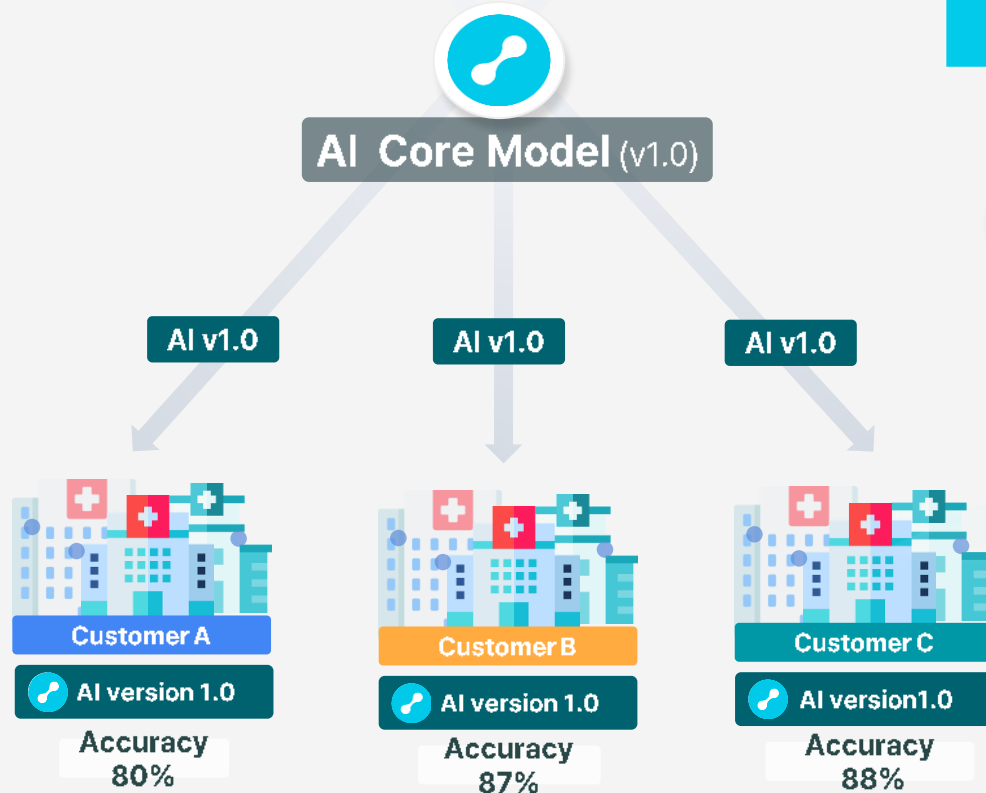 AI Core Model (v1.0)
AI v1.0
AI v1.0
AI v1.0
Customer A
Customer B
Customer C
AI version 1.0
AI version 1.0
AI version1.0
Accuracy
80%
Accuracy
87%
Accuracy
88%